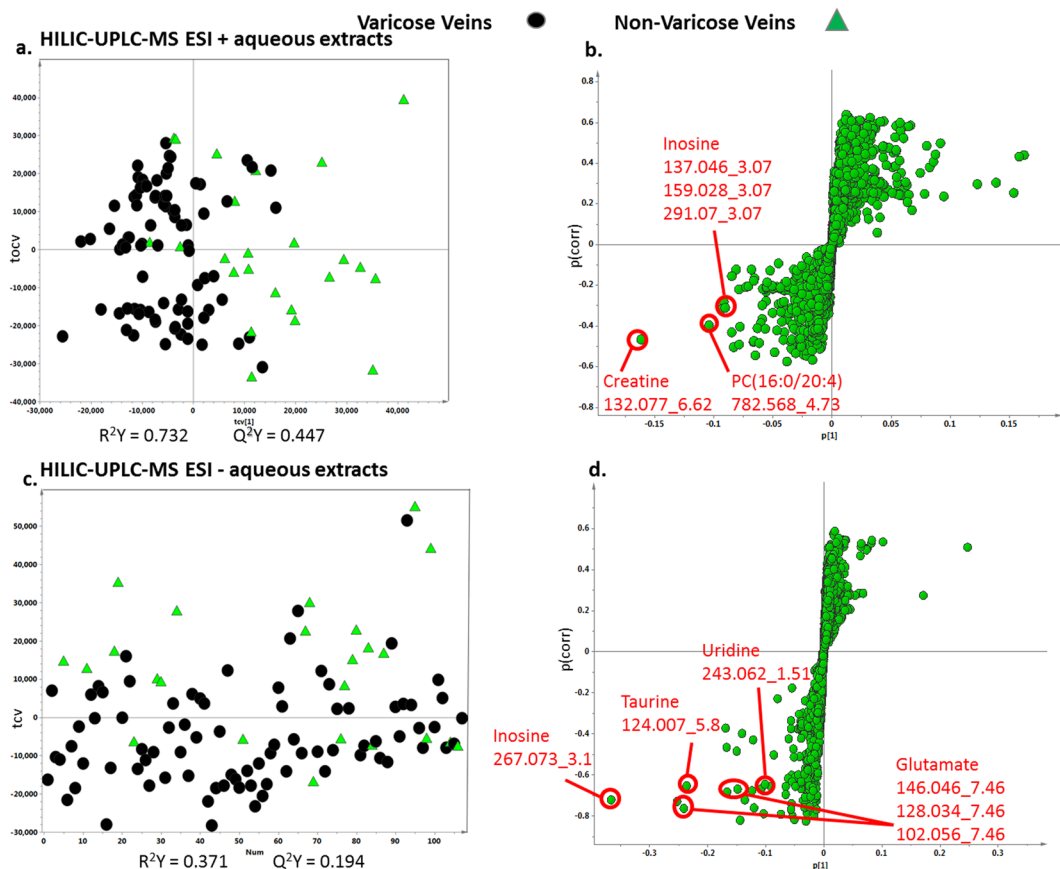 Varicose Veins
Non-Varicose Veins
a.
HILIC-UPLC-MS ESI + aqueous extracts
tocv
40,000
30,000
20,000
10,000
0
-10,000
-20,000
-30,000
-40,000
-30,000 -20,000 -10,000 0 10,000 20,000 30,000 40,000
tcv[1]
R²Y = 0.732 Q²Y = 0.447
b.
p(corr)
0.8
0.6
0.4
0.2
0
-0.2
-0.4
-0.6
-0.8
Inosine
137.046_3.07
159.028_3.07
291.07_3.07
Creatine
132.077_6.62
PC(16:0/20:4)
782.568_4.73
-0.15 -0.1 -0.05 0 0.05 0.1 0.15
p[1]
HILIC-UPLC-MS ESI - aqueous extracts
c.
tcv
50,000
40,000
30,000
20,000
10,000
0
-10,000
-20,000
-30,000
0 10 20 30 40 50 60 70 80 90 100
Num
R²Y = 0.371 Q²Y = 0.194
d.
p(corr)
0.6
0.4
0.2
0
-0.2
-0.4
-0.6
-0.8
Uridine
243.062_1.51
Taurine
124.007_5.8
Inosine
267.073_3.1
Glutamate
146.046_7.46
128.034_7.46
102.056_7.46
-0.3 -0.2 -0.1 0 0.1 0.2 0.3
p[1]